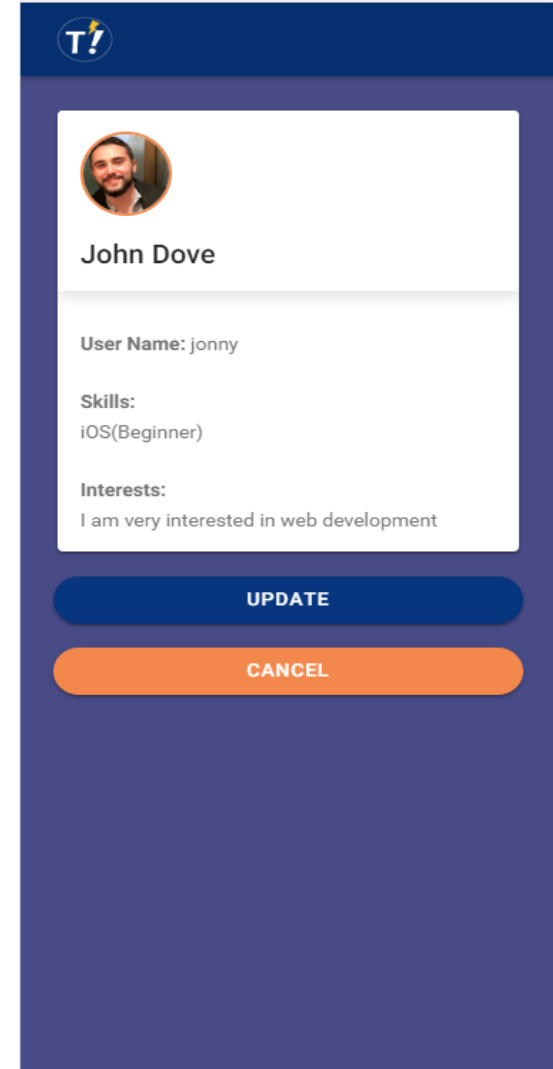 T!
John Dove
User Name: jonny
Skills:
iOS(Beginner)
Interests:
I am very interested in web development
UPDATE
CANCEL